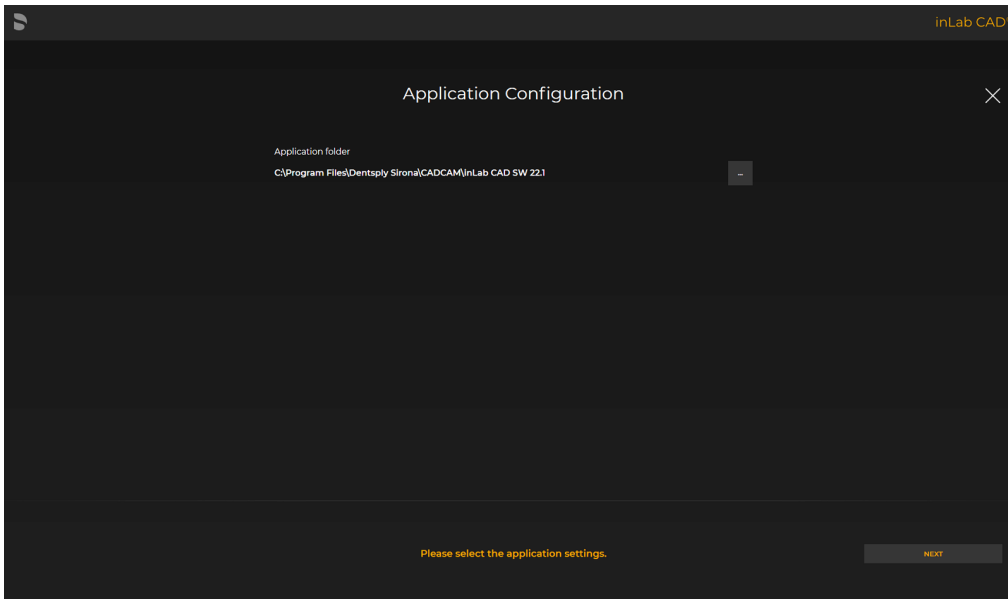 inLab CAD
Application Configuration
Application folder
C:\Program Files\Dentsply Sirona\CADCAM\inLab CAD SW 22.1
...
Please select the application settings.
NEXT